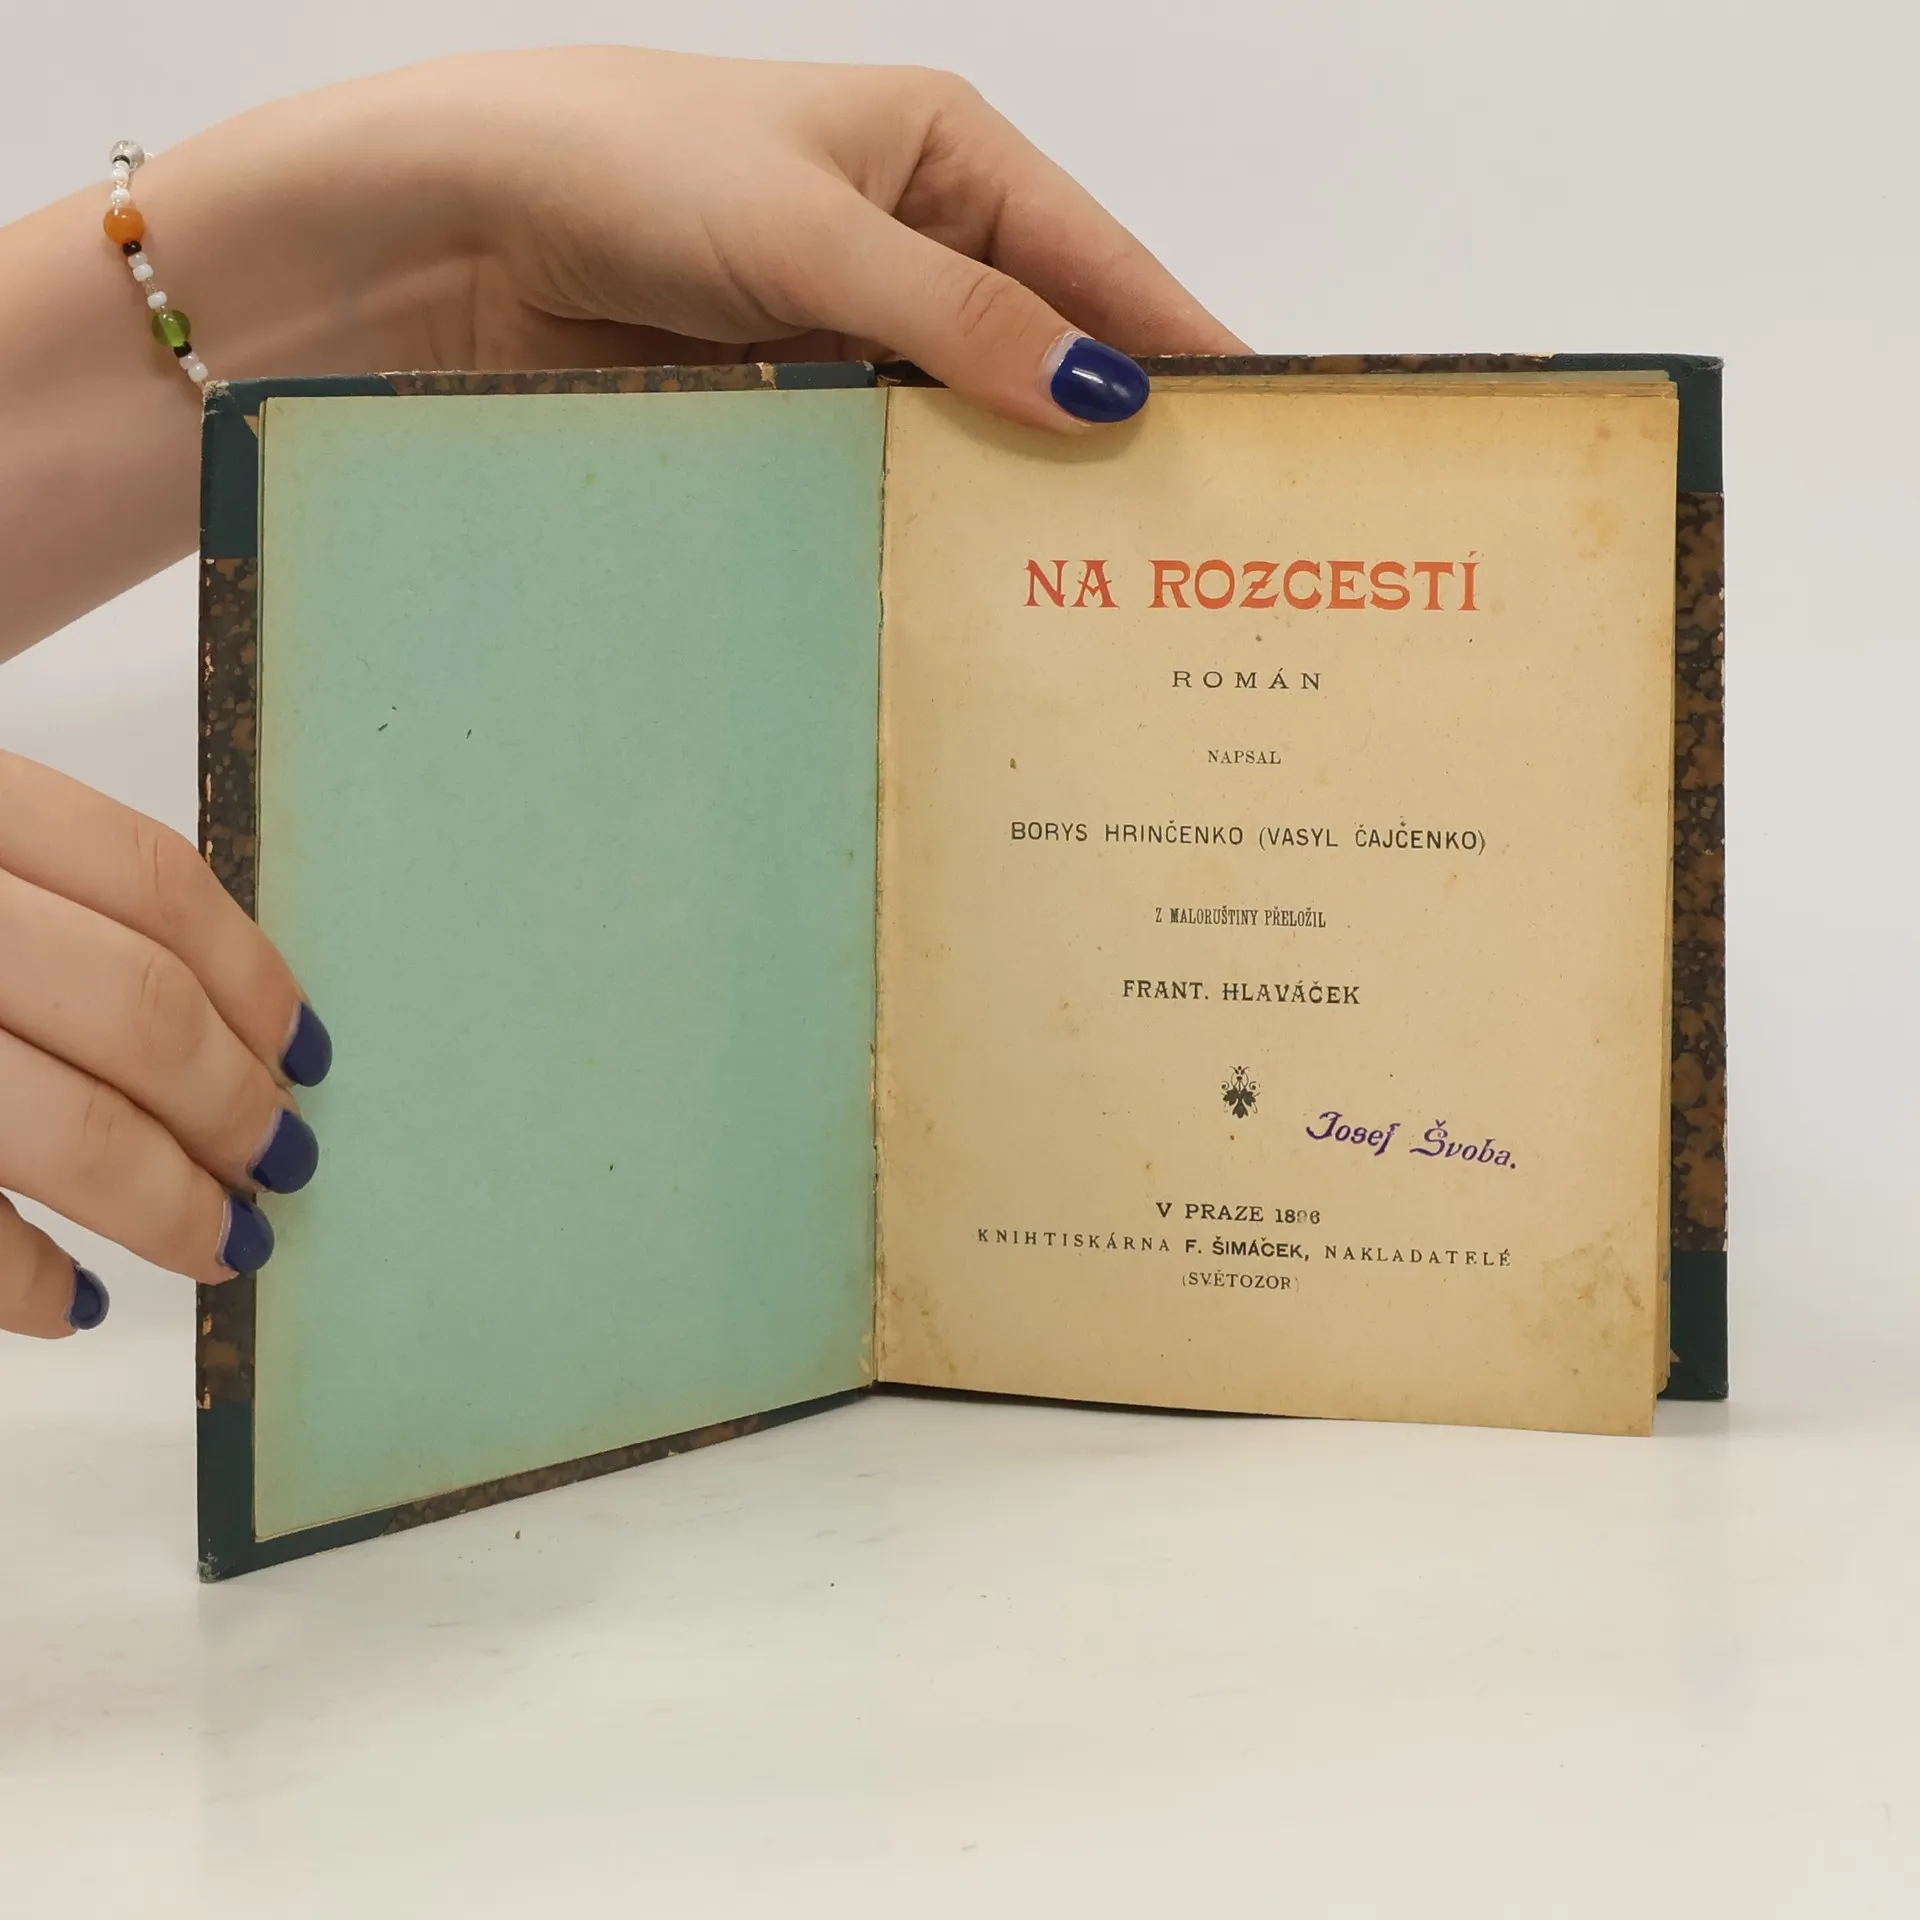 NA ROZCESTÍ
ROMÁN
NAPSAL
BORYS HRINČENKO (VASYL ČAJČENKO)
Z MALORUŠTINY PŘELOŽIL
FRANT. HLAVÁČEK
Josef Švoba.
V PRAZE 1896
KNIHTISKÁRNA F. ŠIMÁČEK, NAKLADATELÉ
(SVĚTOZOR)